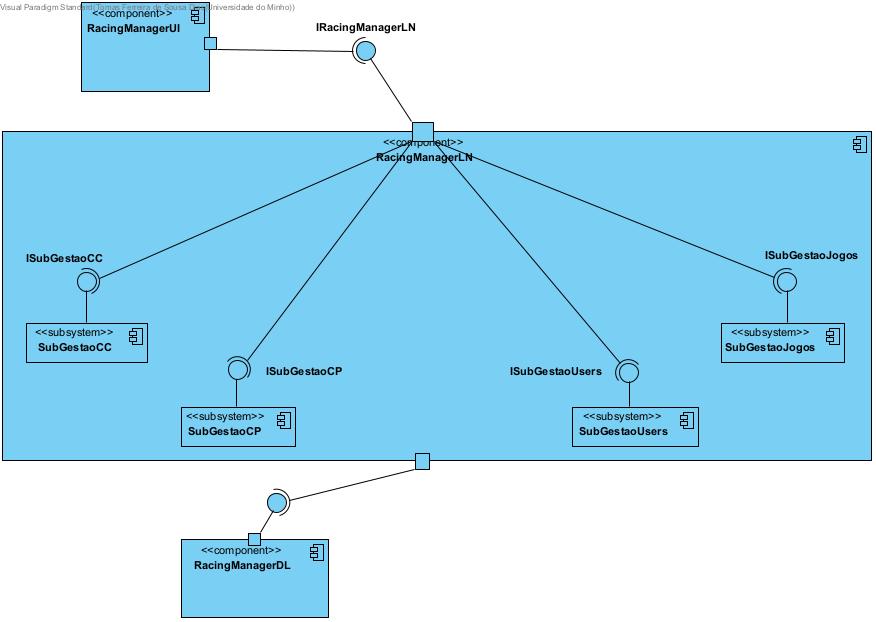 Visual Paradigm Standard(Tomas Ferreira de Sousa Universidade do Minho))
<<component>>
RacingManagerUI
IRacingManagerLN
<<component>>
RacingManagerLN
ISubGestaoCC
ISubGestaoJogos
<<subsystem>>
SubGestaoCC
<<subsystem>>
SubGestaoJogos
ISubGestaoCP
ISubGestaoUsers
<<subsystem>>
SubGestaoCP
<<subsystem>>
SubGestaoUsers
<<component>>
RacingManagerDL